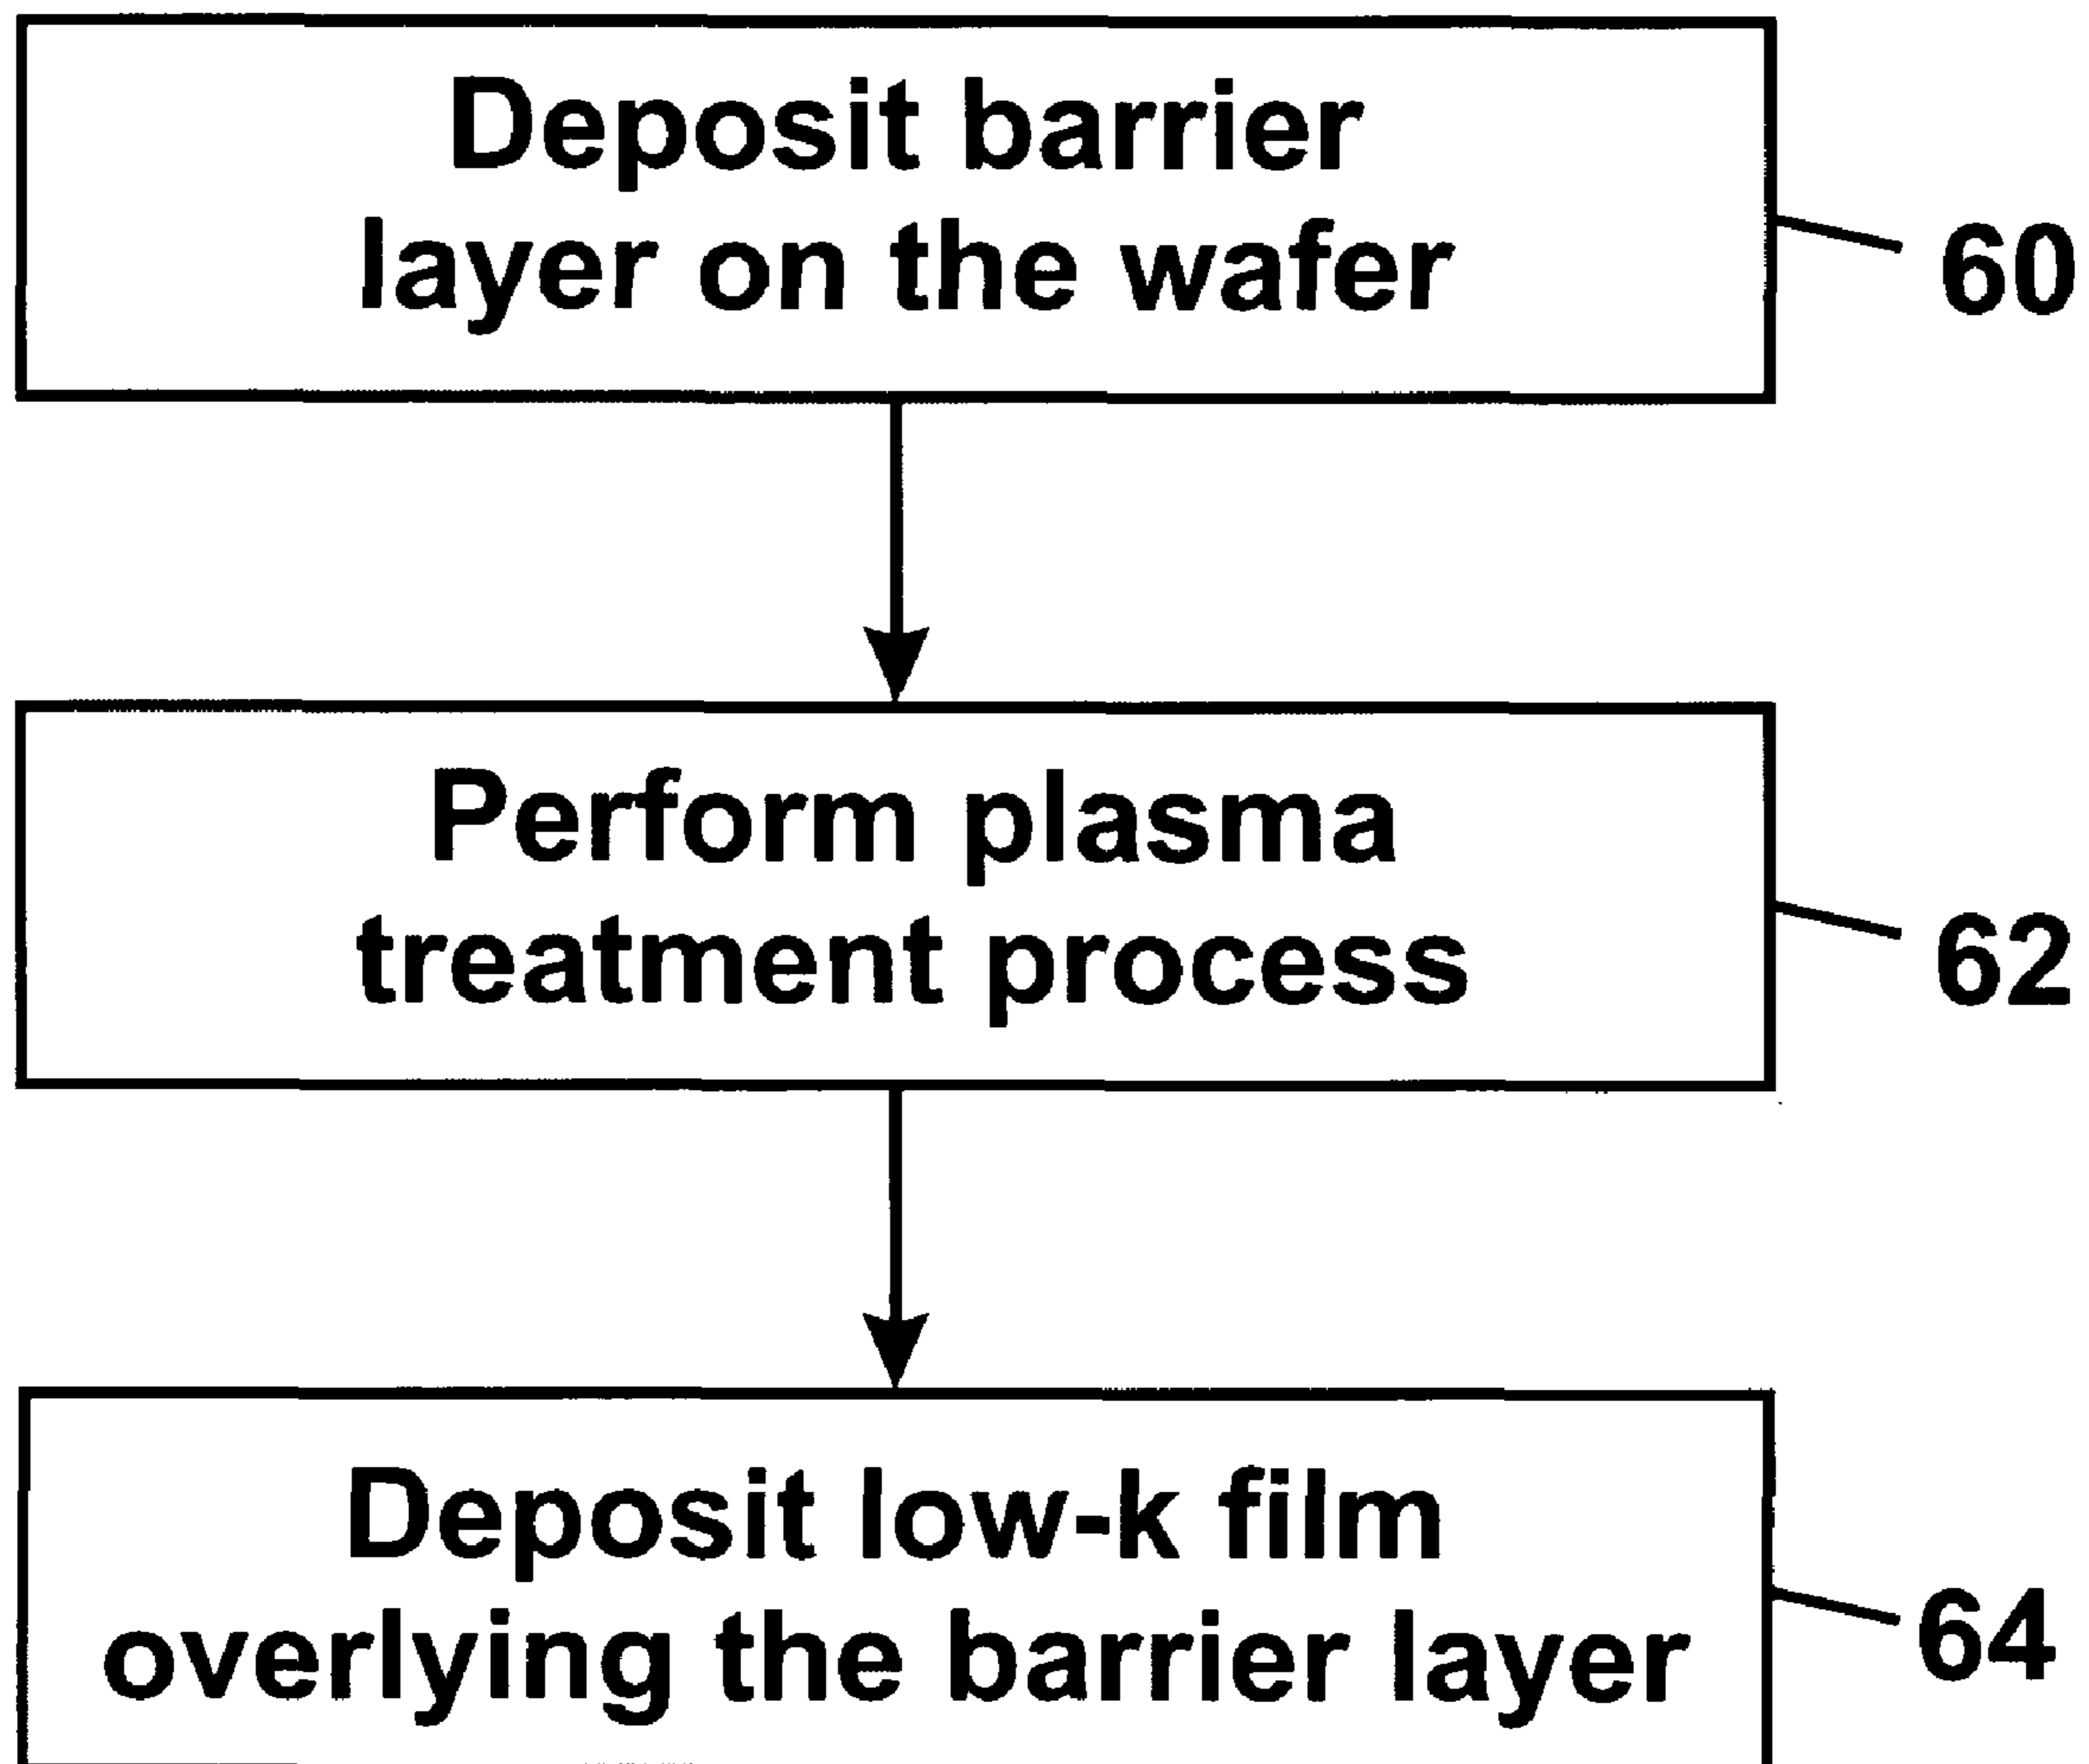 Deposit barrier
layer on the wafer
60
Perform plasma
treatment process
62
Deposit low-k film
overlying the barrier layer
64